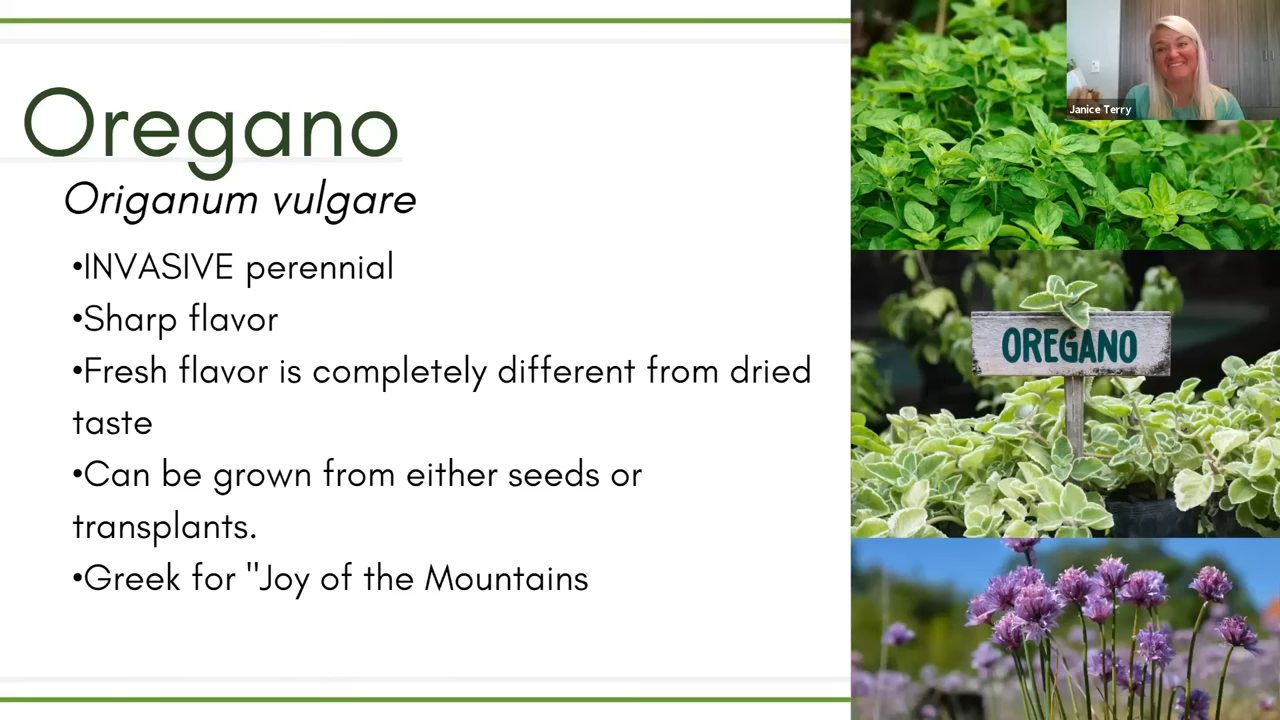 Oregano
Origanum vulgare
•INVASIVE perennial
•Sharp flavor
•Fresh flavor is completely different from dried
taste
•Can be grown from either seeds or
transplants.
•Greek for "Joy of the Mountains
Janice Terry
OREGANO